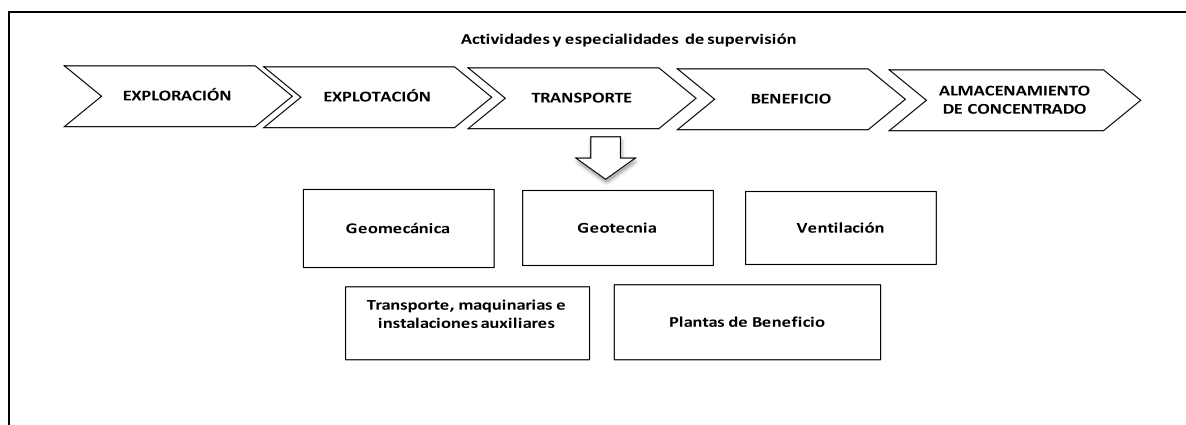 Actividades y especialidades de supervisión
EXPLORACIÓN
EXPLOTACIÓN
TRANSPORTE
BENEFICIO
ALMACENAMIENTO
DE CONCENTRADO
Geomecánica
Geotecnia
Ventilación
Transporte, maquinarias e
instalaciones auxiliares
Plantas de Beneficio